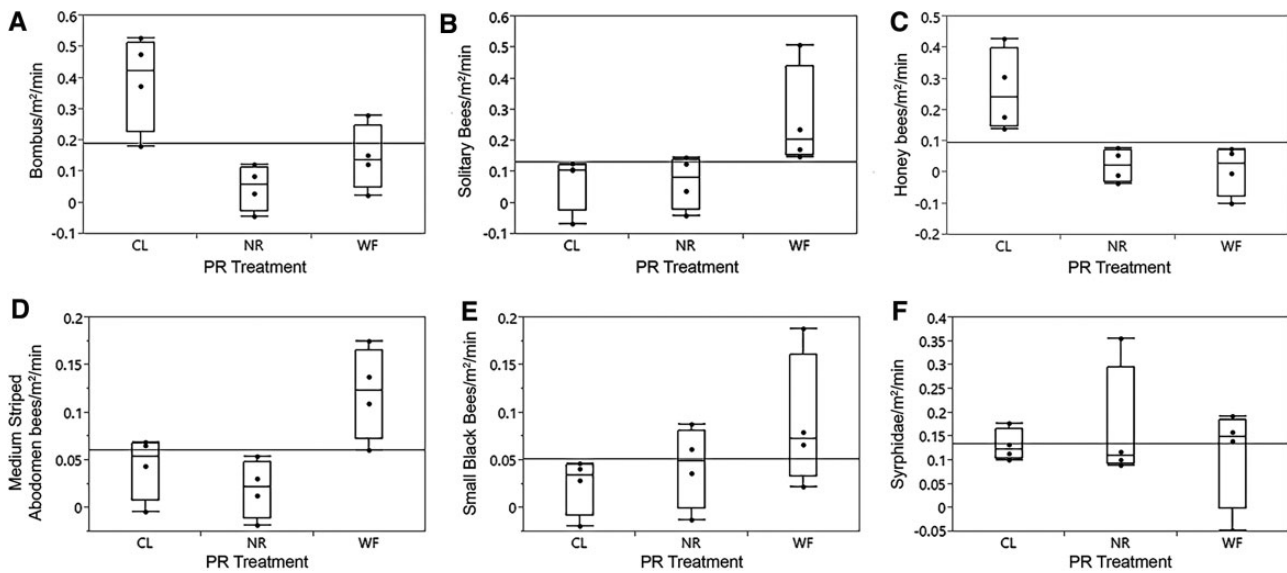 A
Bombus/m²/min
0.6
0.5
0.4
0.3
0.2
0.1
0
-0.1
CL NR WF
PR Treatment
B
Solitary Bees/m²/min
0.6
0.5
0.4
0.3
0.2
0.1
0
-0.1
CL NR WF
PR Treatment
C
Honey bees/m²/min
0.5
0.4
0.3
0.2
0.1
0
-0.1
-0.2
CL NR WF
PR Treatment
D
Medium Striped
Abodomen bees/m²/min
0.2
0.15
0.1
0.05
0
CL NR WF
PR Treatment
E
Small Black Bees/m²/min
0.2
0.15
0.1
0.05
0
CL NR WF
PR Treatment
F
Syrphidae/m²/min
0.4
0.35
0.3
0.25
0.2
0.15
0.1
0.05
0
-0.05
CL NR WF
PR Treatment